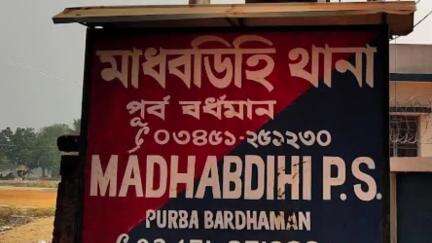 মাধবডিহি থানা
পূর্ব বর্ধমান
✆ ০৩৪৫১-২৫১২৩০
MADHABDIHI P.S.
PURBA BARDHAMAN